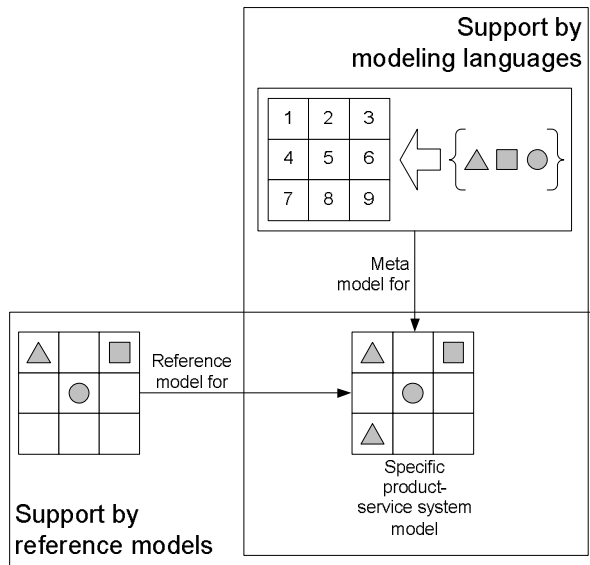 Support by
modeling languages
1 2 3
4 5 6
7 8 9
Meta
model for
Reference
model for
Specific
product-
service system
model
Support by
reference models